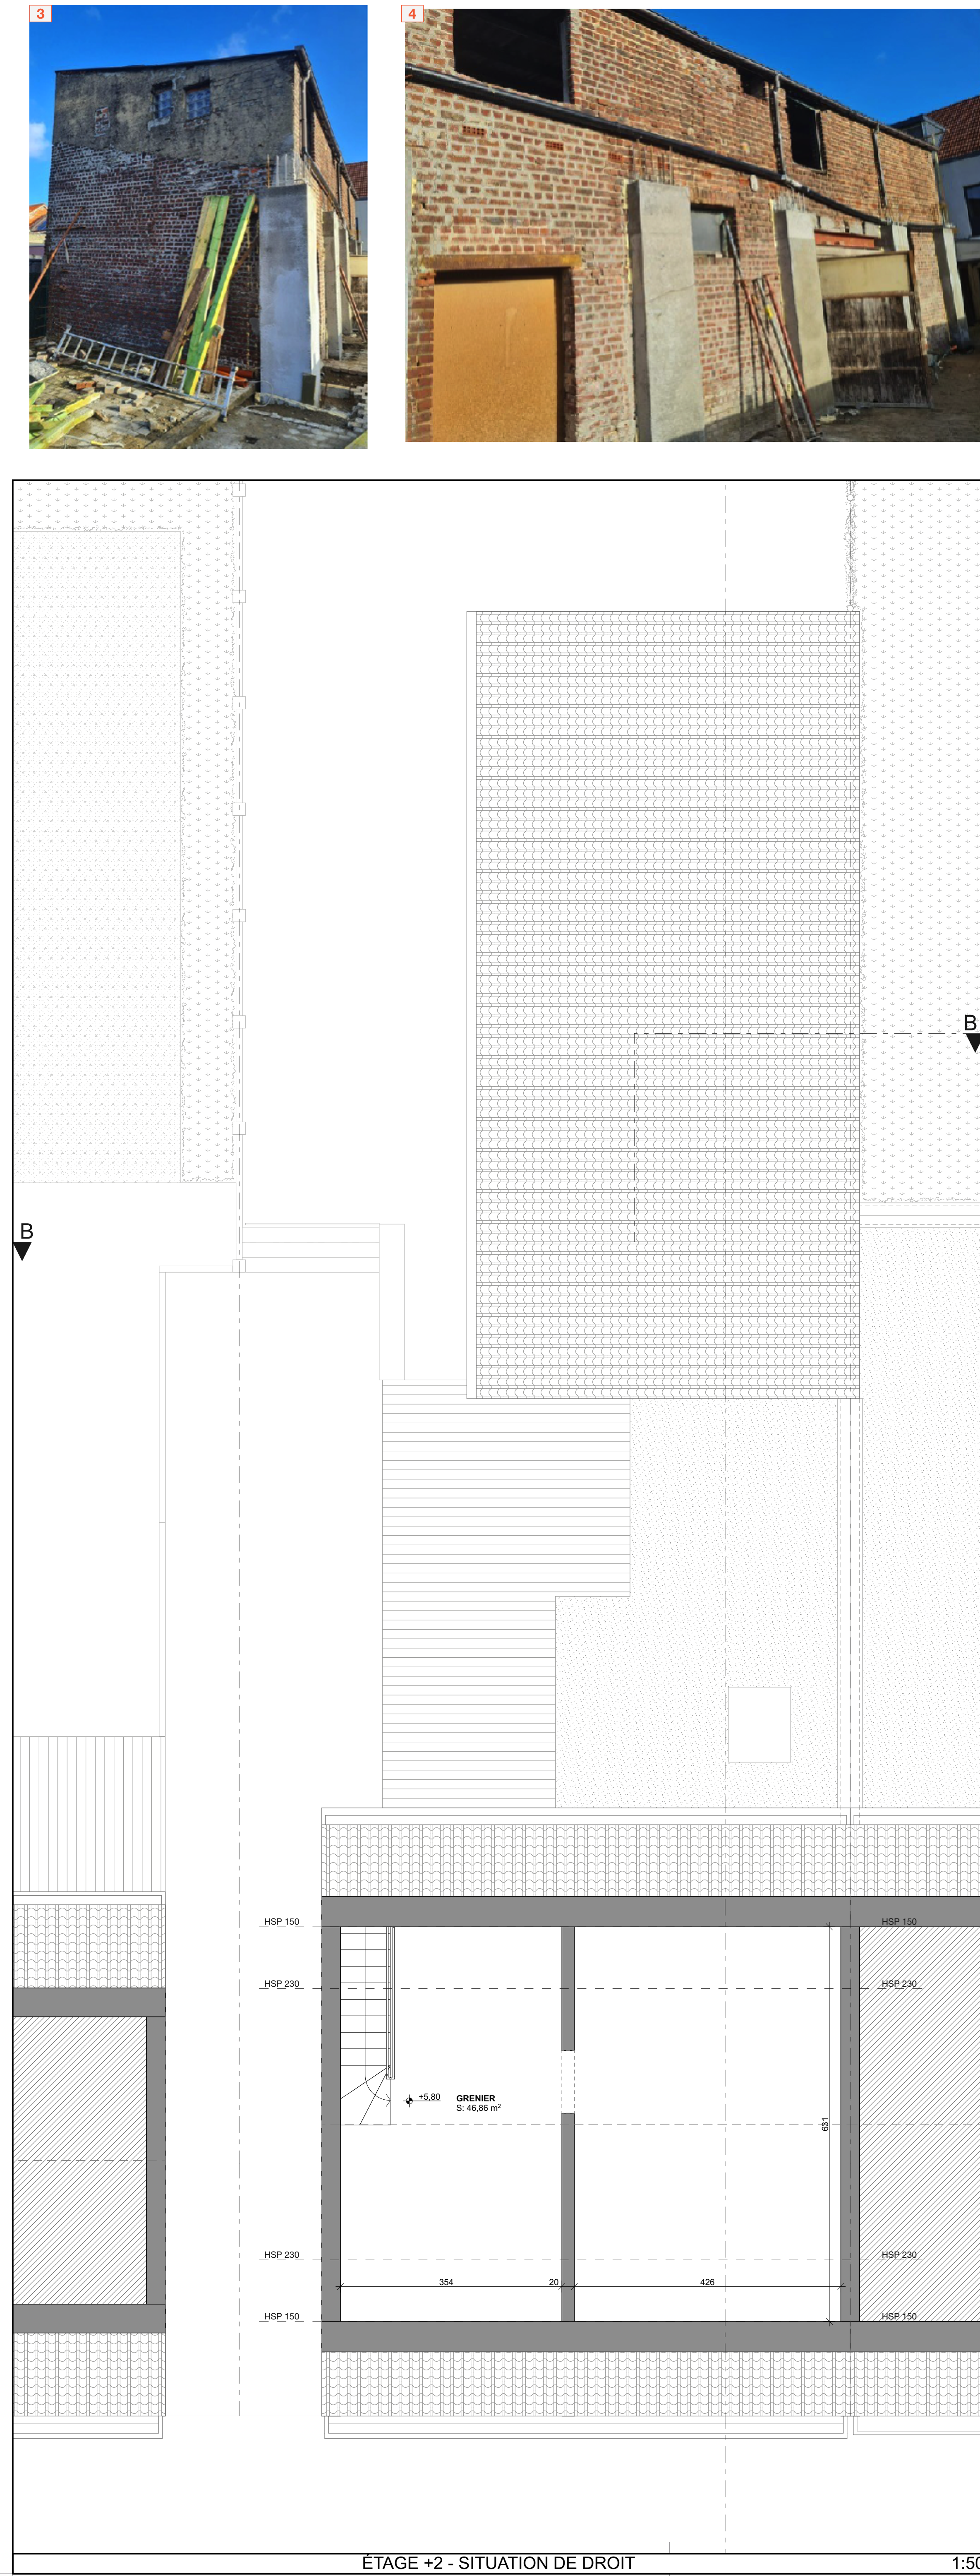 3
4
B
B
HSP 150
HSP 150
HSP 230
HSP 230
+5,80
GRENIER
S: 46,86 m²
631
HSP 230
HSP 230
354
20
426
HSP 150
HSP 150
ÉTAGE +2 - SITUATION DE DROIT